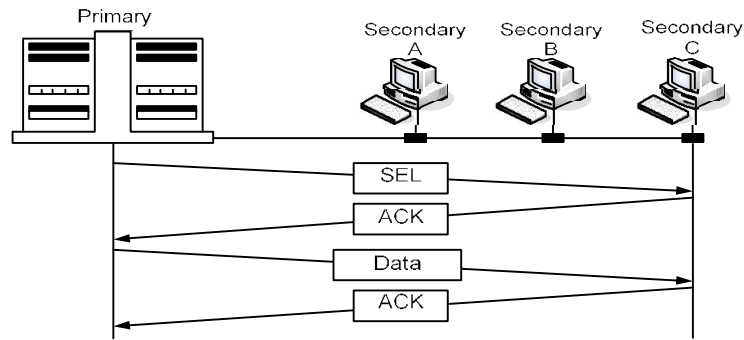 Primary
Secondary
A
Secondary
B
Secondary
C
SEL
ACK
Data
ACK